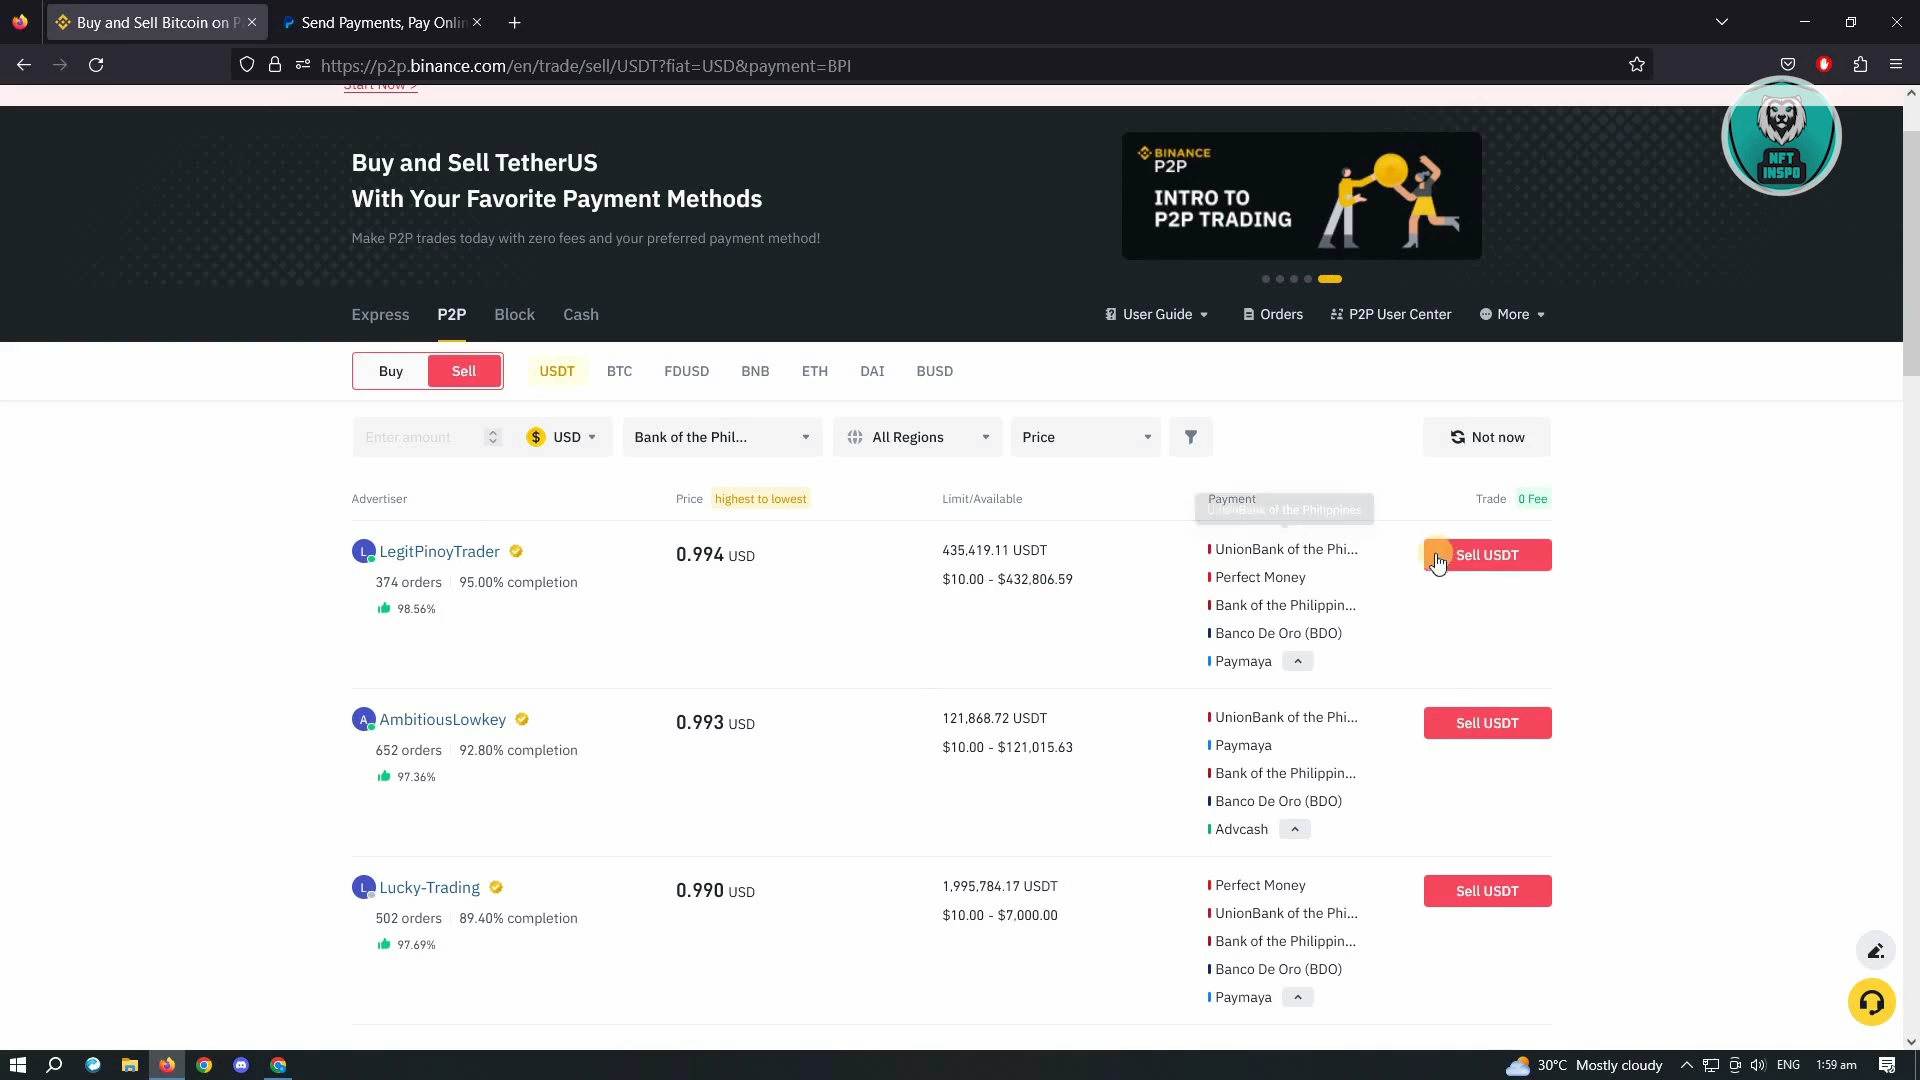 Buy and Sell Bitcoin on P
Send Payments, Pay Onlin
https://p2p.binance.com/en/trade/sell/USDT?fiat=USD&payment=BPI
Start Now >
Buy and Sell TetherUS
With Your Favorite Payment Methods
Make P2P trades today with zero fees and your preferred payment method!
BINANCE
P2P
INTRO TO
P2P TRADING
NFT
INSPO
Express P2P Block Cash
User Guide Orders P2P User Center More
Buy Sell USDT BTC FDUSD BNB ETH DAI BUSD
Enter amount $ USD Bank of the Phil... All Regions Price Not now
Advertiser Price highest to lowest Limit/Available Payment Trade 0 Fee
UnionBank of the Philippines
L LegitPinoyTrader 0.994 USD 435,419.11 USDT UnionBank of the Phi... Sell USDT
374 orders 95.00% completion $10.00 - $432,806.59 Perfect Money
98.56% Bank of the Philippin...
Banco De Oro (BDO)
Paymaya
A AmbitiousLowkey 0.993 USD 121,868.72 USDT UnionBank of the Phi... Sell USDT
652 orders 92.80% completion $10.00 - $121,015.63 Paymaya
97.36% Bank of the Philippin...
Banco De Oro (BDO)
Advcash
L Lucky-Trading 0.990 USD 1,995,784.17 USDT Perfect Money Sell USDT
502 orders 89.40% completion $10.00 - $7,000.00 UnionBank of the Phi...
97.69% Bank of the Philippin...
Banco De Oro (BDO)
Paymaya
30°C Mostly cloudy ENG 1:59 am